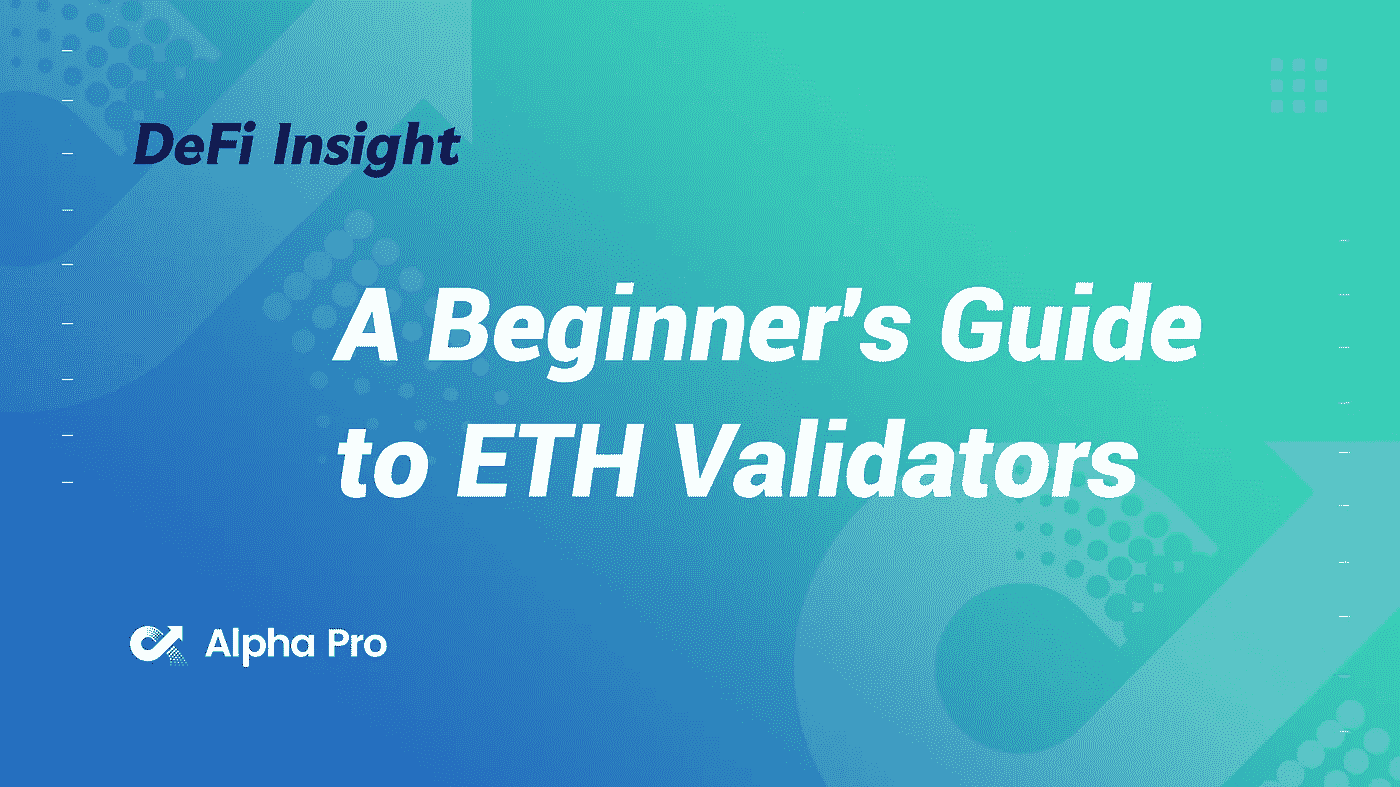 DeFi Insight
A Beginner's Guide
to ETH Validators
Alpha Pro